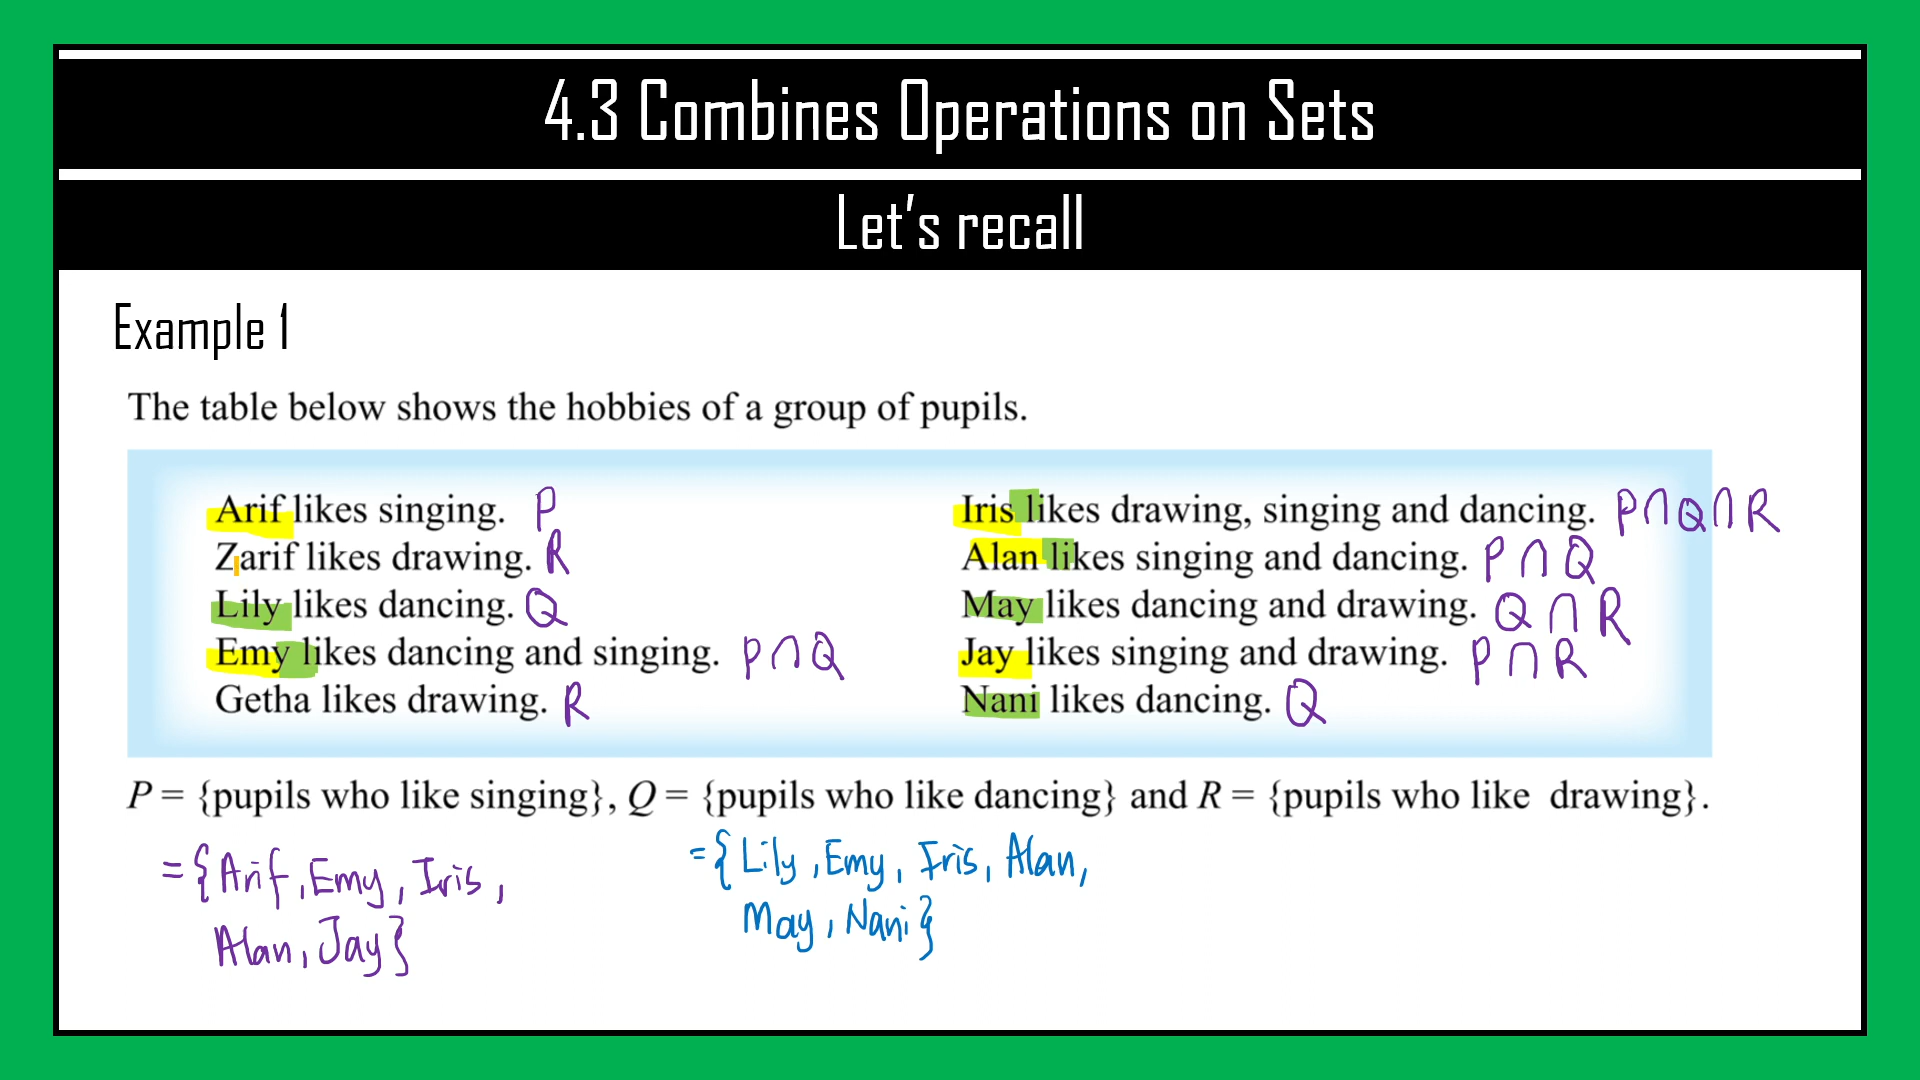 4.3 Combines Operations on Sets
Let's recall
Example 1
The table below shows the hobbies of a group of pupils.
Arif likes singing. P
Zarif likes drawing. R
Lily likes dancing. Q
Emy likes dancing and singing. P ∩ Q
Getha likes drawing. R
Iris likes drawing, singing and dancing. P ∩ Q ∩ R
Alan likes singing and dancing. P ∩ Q
May likes dancing and drawing. Q ∩ R
Jay likes singing and drawing. P ∩ R
Nani likes dancing. Q
P = {pupils who like singing}, Q = {pupils who like dancing} and R = {pupils who like drawing}.
= {Arif, Emy, Iris,
Alan, Jay}
= {Lily, Emy, Iris, Alan,
May, Nani}